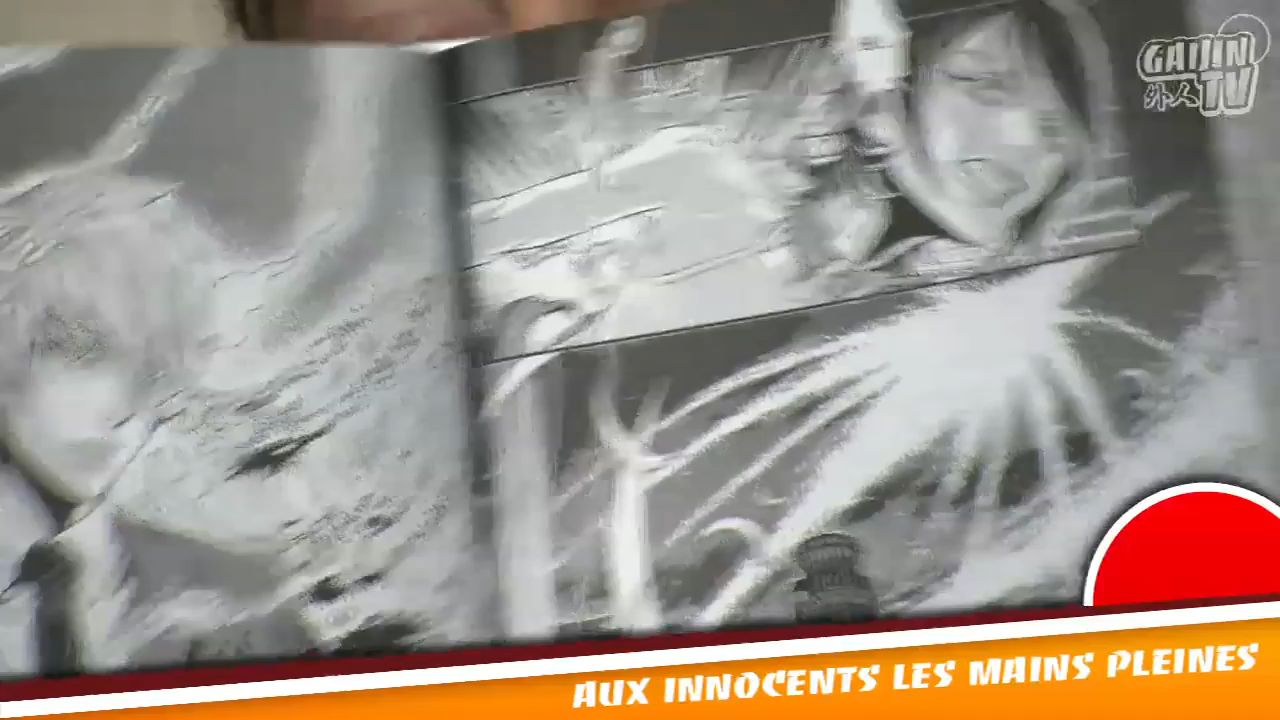 GAIJIN
外人 TV
AUX INNOCENTS LES MAINS PLEINES